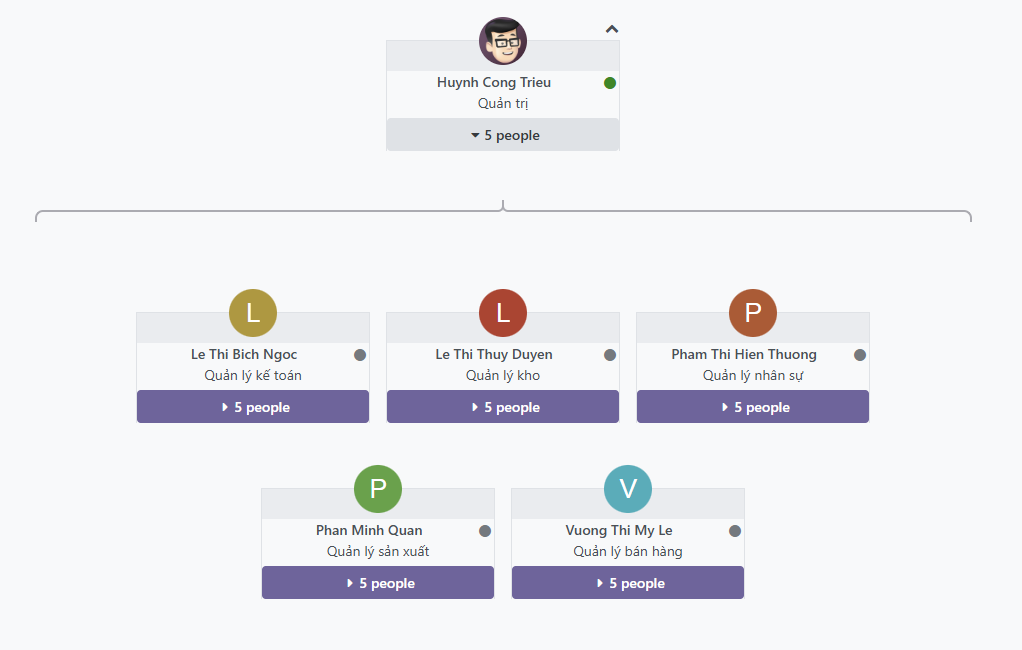 Huynh Cong Trieu
Quản trị
5 people
L
L
P
Le Thi Bich Ngoc
Quản lý kế toán
5 people
Le Thi Thuy Duyen
Quản lý kho
5 people
Pham Thi Hien Thuong
Quản lý nhân sự
5 people
P
V
Phan Minh Quan
Quản lý sản xuất
5 people
Vuong Thi My Le
Quản lý bán hàng
5 people